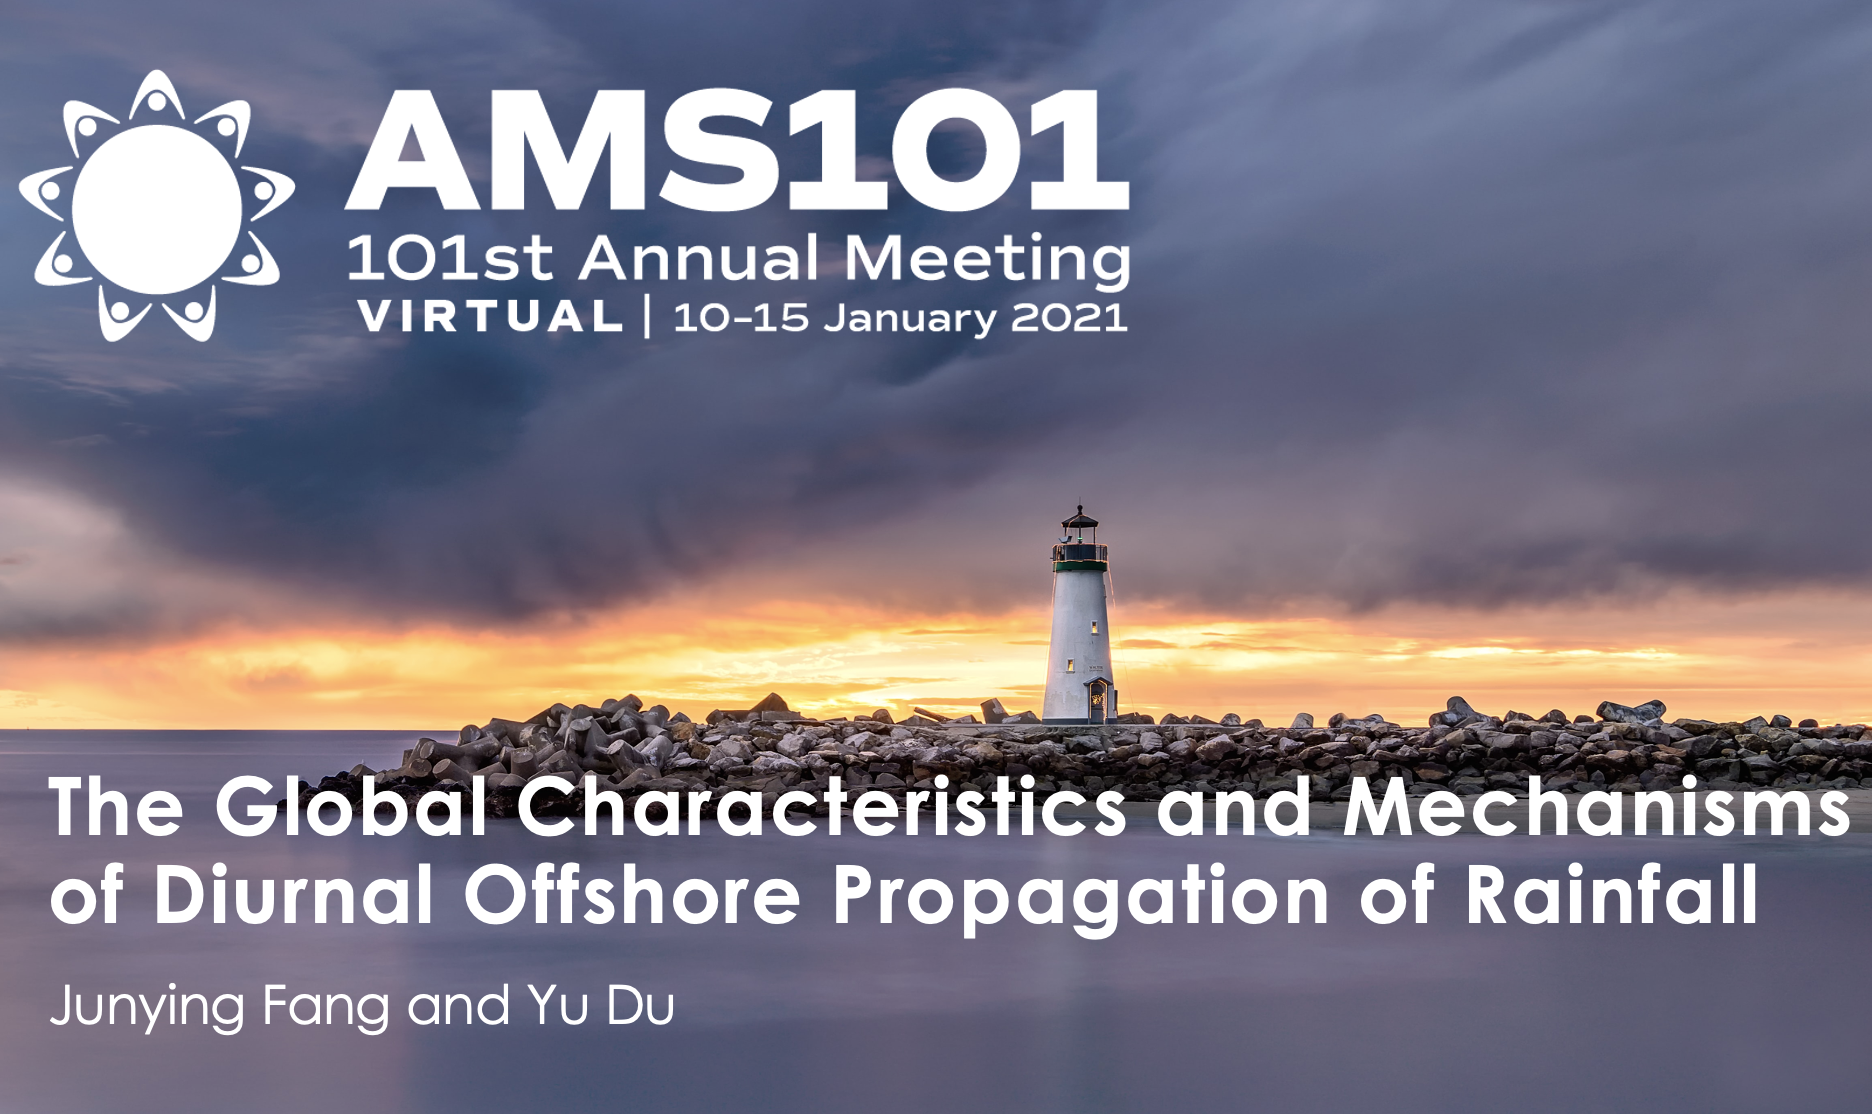 AMS101
101st Annual Meeting
VIRTUAL | 10-15 January 2021
The Global Characteristics and Mechanisms
of Diurnal Offshore Propagation of Rainfall
Junying Fang and Yu Du